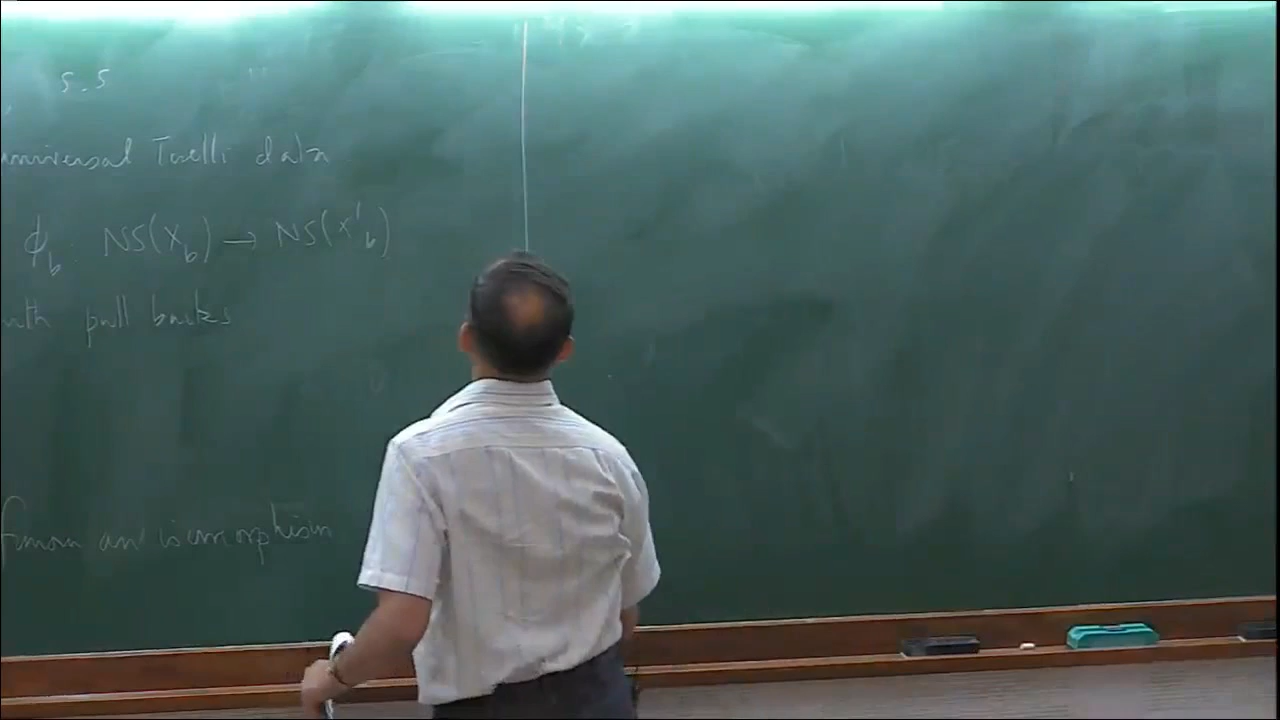 5.5
universal Torelli data
ϕ_b : NS(X_b) → NS(X'_b)
with pull backs
from an isomorphism